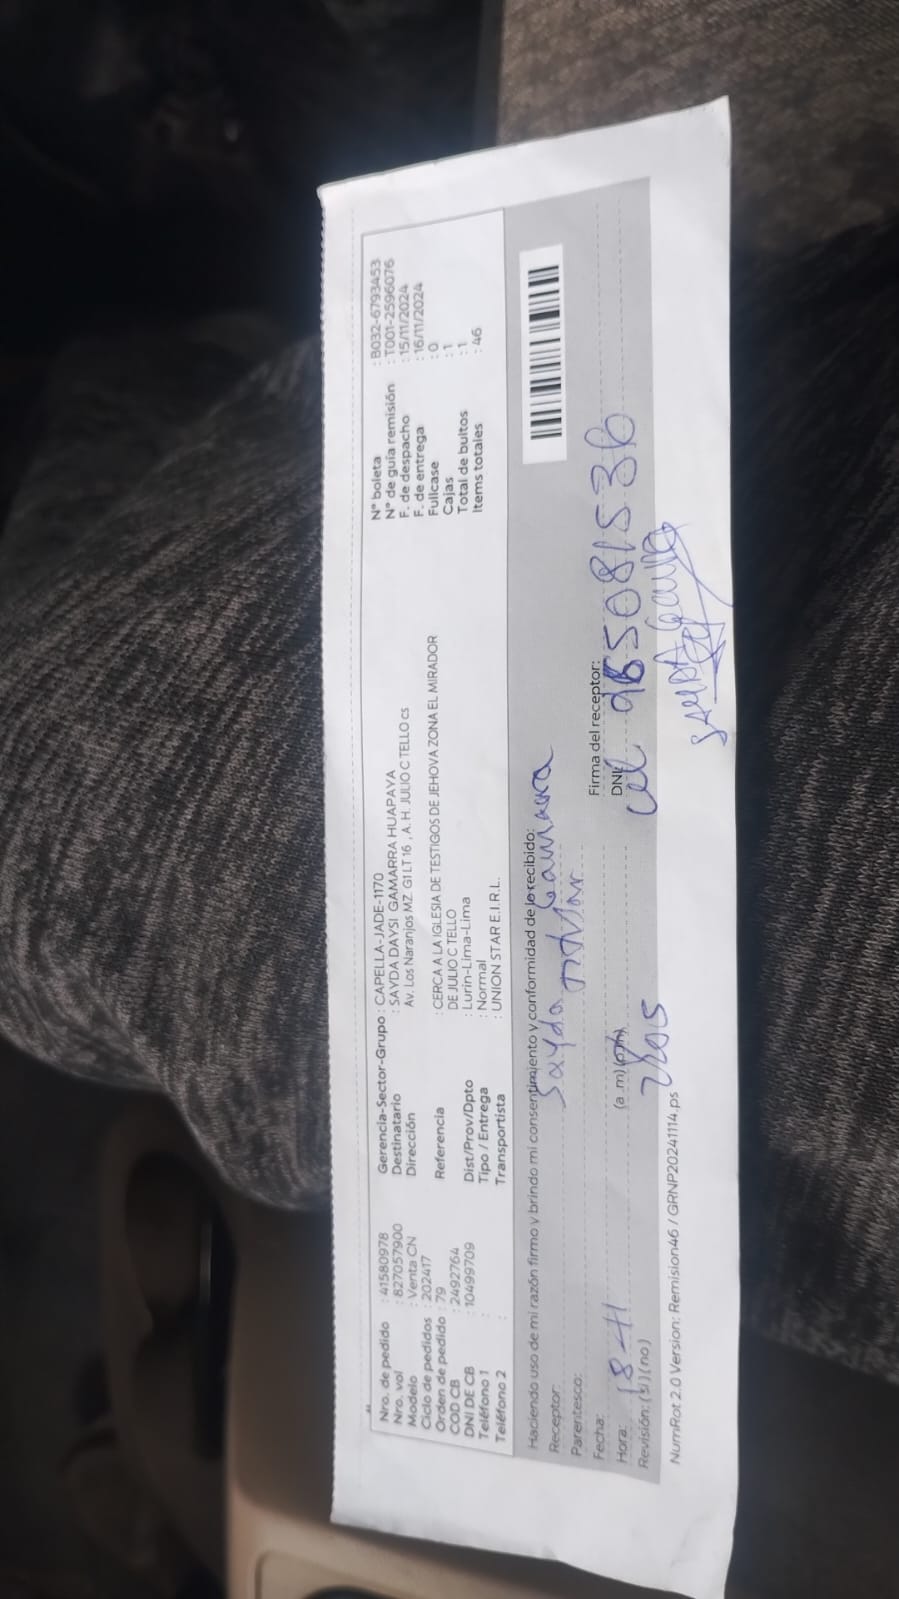 Nro. de pedido : 41580978
Nro. vol : 827057900
Modelo : Venta CN
Ciclo de pedidos : 202417
Orden de pedido : 79
COD CB : 2492764
DNI DE CB : 10499709
Teléfono 1 :
Teléfono 2 :
Gerencia-Sector-Grupo : CAPELLA-JADE-1170
Destinatario : SAYDA DAYSI GAMARRA HUAPAYA
Dirección : Av. Los Naranjos MZ G1 LT 16 , A. H. JULIO C TELLO cs
Referencia : CERCA A LA IGLESIA DE TESTIGOS DE JEHOVA ZONA EL MIRADOR
DE JULIO C TELLO
Dist/Prov/Dpto : Lurin-Lima-Lima
Tipo / Entrega : Normal
Transportista : UNION STAR E.I.R.L.
N° boleta : B032-6793453
N° de guía remisión : T001-2596076
F. de despacho : 15/11/2024
F. de entrega : 16/11/2024
Fullcase : 0
Cajas : 1
Total de bultos : 1
Items totales : 46
Haciendo uso de mi razón firmo y brindo mi consentimiento y conformidad de lo recibido:
Receptor: Sayda Gamarra
Parentesco:
Fecha: 18-11
Hora: (a .m) (p.m)
Revisión: (si) (no)
Firma del receptor:
DNI:
cel
NumRot 2.0 Version: Remision46 / GRNP20241114.ps